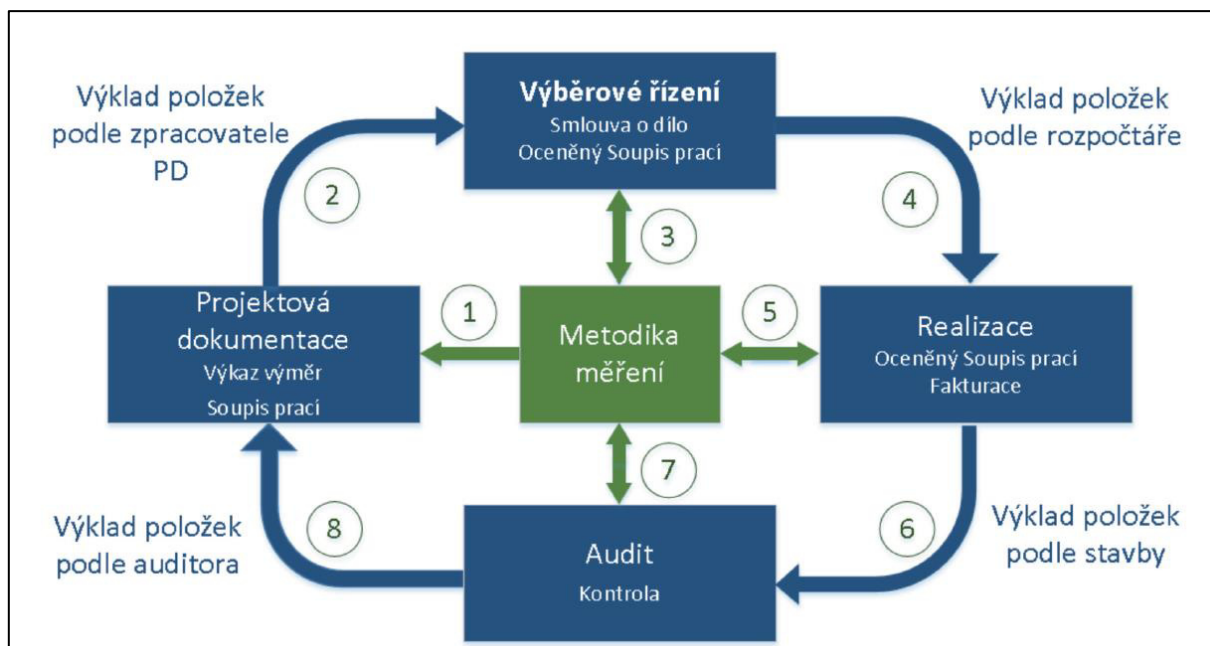 Výklad položek
podle zpracovatele
PD
2
Výběrové řízení
Smlouva o dílo
Oceněný Soupis prací
Výklad položek
podle rozpočtáře
4
3
Projektová
dokumentace
Výkaz výměr
Soupis prací
1
Metodika
měření
5
Realizace
Oceněný Soupis prací
Fakturace
7
Výklad položek
podle auditora
8
Audit
Kontrola
6
Výklad položek
podle stavby